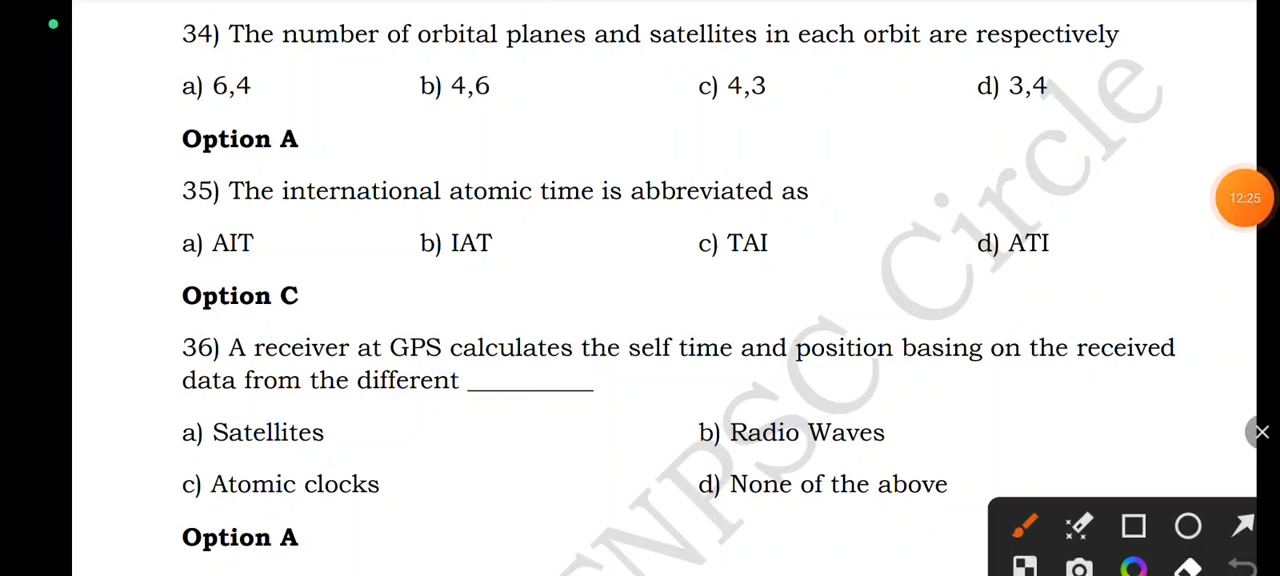 34) The number of orbital planes and satellites in each orbit are respectively
a) 6,4 b) 4,6 c) 4,3 d) 3,4
Option A
35) The international atomic time is abbreviated as
a) AIT b) IAT c) TAI d) ATI
Option C
12:25
36) A receiver at GPS calculates the self time and position basing on the received
data from the different __________
a) Satellites b) Radio Waves
c) Atomic clocks d) None of the above
Option A
NPSC Circle